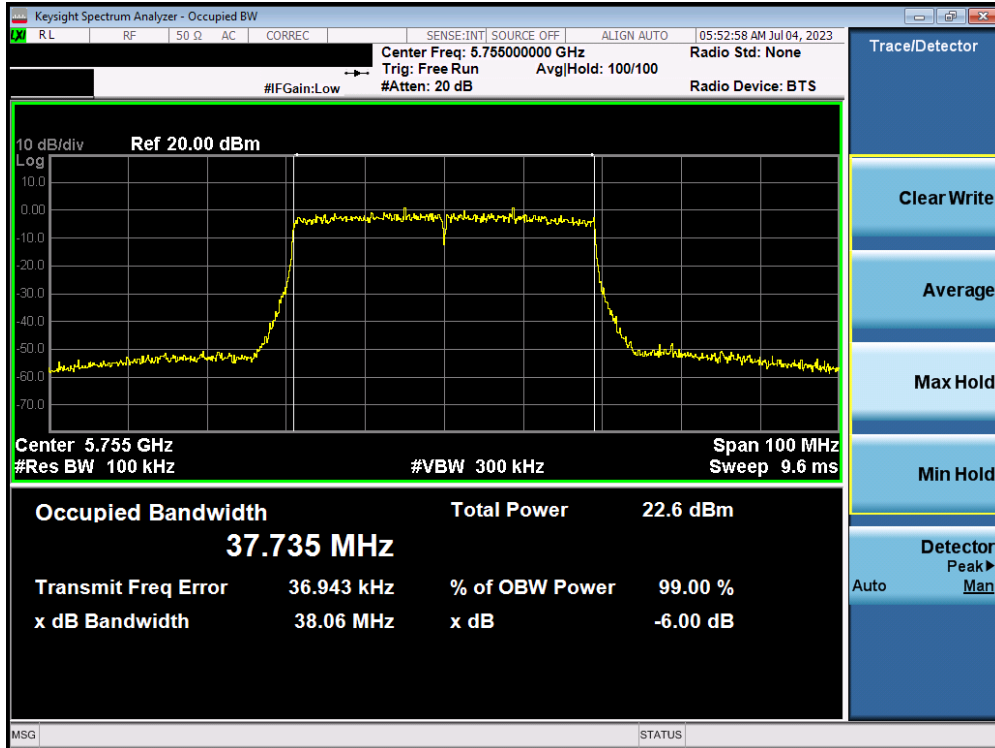 Keysight Spectrum Analyzer - Occupied BW
LXI RL RF 50 Ω AC CORREC SENSE:INT SOURCE OFF ALIGN AUTO 05:52:58 AM Jul 04, 2023
Center Freq: 5.755000000 GHz Radio Std: None
Trig: Free Run Avg|Hold: 100/100
#IFGain:Low #Atten: 20 dB Radio Device: BTS
Trace/Detector
10 dB/div Ref 20.00 dBm
Log
10.0
0.00
-10.0
-20.0
-30.0
-40.0
-50.0
-60.0
-70.0
Center 5.755 GHz Span 100 MHz
#Res BW 100 kHz #VBW 300 kHz Sweep 9.6 ms
Occupied Bandwidth Total Power 22.6 dBm
37.735 MHz
Transmit Freq Error 36.943 kHz % of OBW Power 99.00 %
x dB Bandwidth 38.06 MHz x dB -6.00 dB
Clear Write
Average
Max Hold
Min Hold
Detector
Peak▶
Auto Man
MSG STATUS